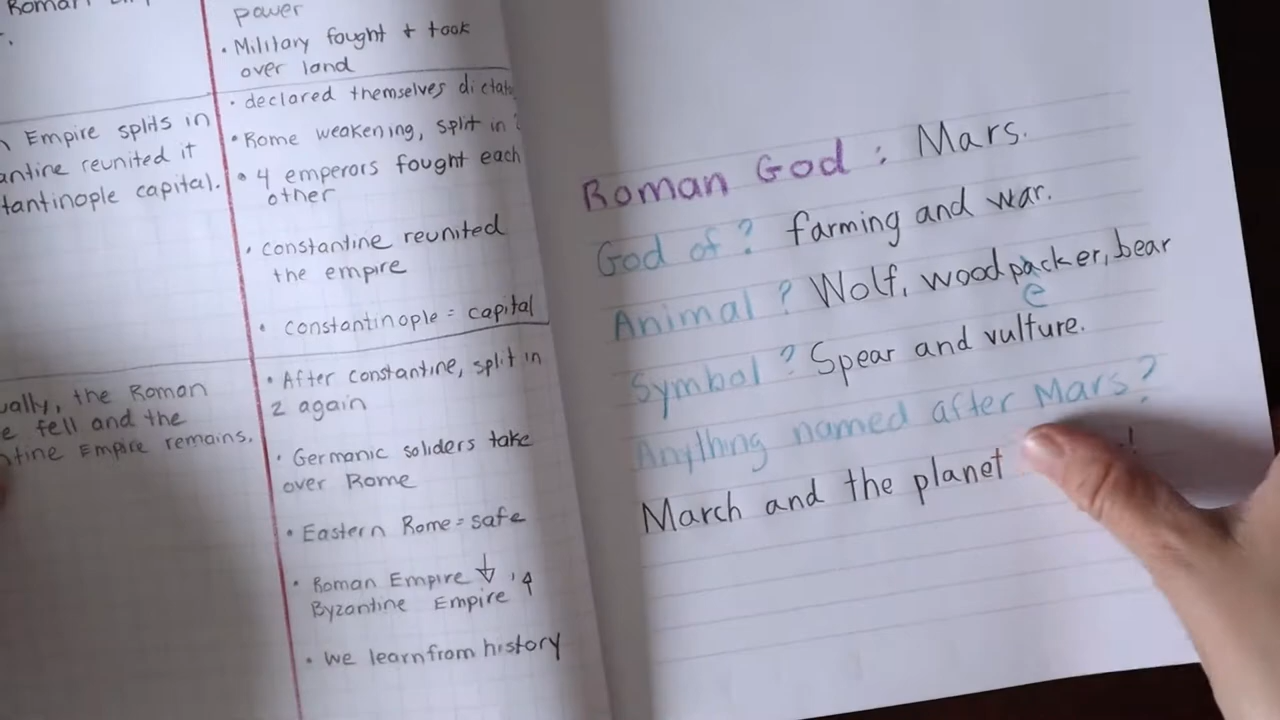 Roman
power
• Military fought + took
over land
• declared themselves
Empire splits in
reunited it
capital.
• Rome weakening, split in
• 4 emperors fought each
other
• constantine reunited
the empire
• constantinople = capital
the Roman
fell and the
Empire remains.
• After constantine, split in
2 again
• Germanic soliders take
over Rome
• Eastern Rome = safe
• Roman Empire ↓ ,
Byzantine Empire ↑
• we learn from history
Roman God : Mars.
God of ? farming and war.
Animal ? Wolf, woodpacker, bear
e
Symbol ? Spear and vulture.
Anything named after Mars?
March and the planet !